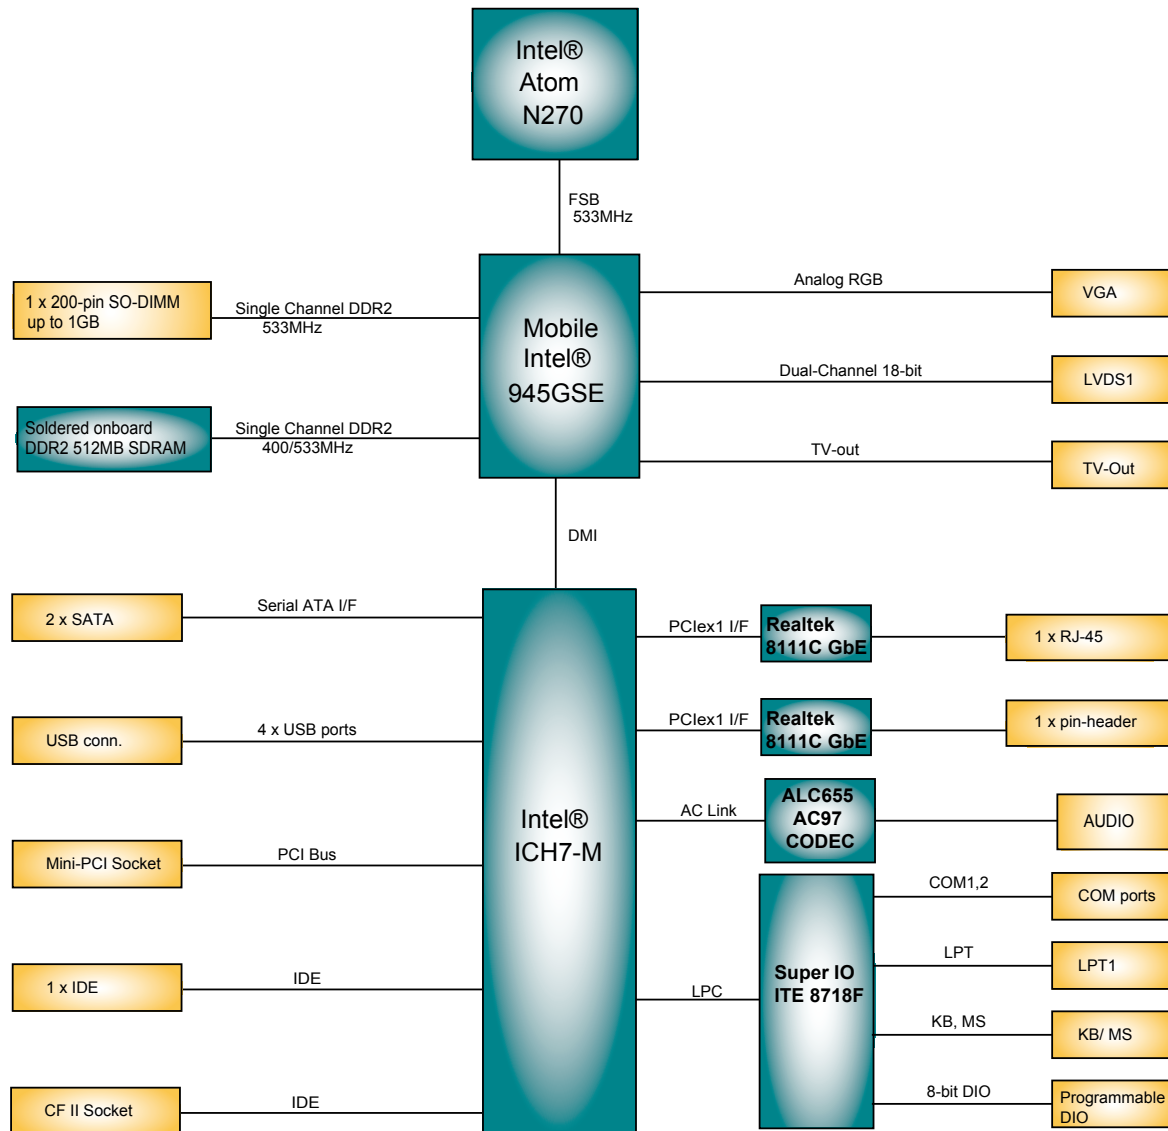 Intel®
Atom
N270
FSB
533MHz
1 x 200-pin SO-DIMM
up to 1GB
Single Channel DDR2
533MHz
Mobile
Intel®
945GSE
Analog RGB
VGA
Dual-Channel 18-bit
LVDS1
Soldered onboard
DDR2 512MB SDRAM
Single Channel DDR2
400/533MHz
TV-out
TV-Out
DMI
2 x SATA
Serial ATA I/F
PCIex1 I/F
Realtek
8111C GbE
1 x RJ-45
USB conn.
4 x USB ports
PCIex1 I/F
Realtek
8111C GbE
1 x pin-header
Intel®
ICH7-M
AC Link
ALC655
AC97
CODEC
AUDIO
Mini-PCI Socket
PCI Bus
COM1,2
COM ports
1 x IDE
IDE
LPC
Super IO
ITE 8718F
LPT
LPT1
KB, MS
KB/ MS
CF II Socket
IDE
8-bit DIO
Programmable
DIO